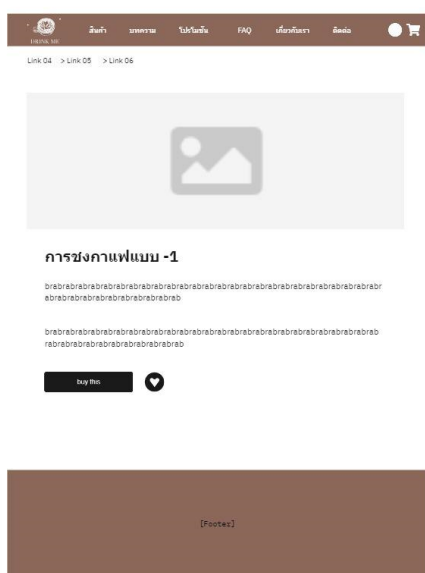 DRINK ME
สินค้า บทความ โปรโมชั่น FAQ เกี่ยวกับเรา ติดต่อ
Link 04 > Link 05 > Link 06
การชงกาแฟแบบ -1
brabrabrabrabrabrabrabrabrabrabrabrabrabrabrabrabrabrabrabrabrabrabr
abrabrabrabrabrabrabrabrabrab
brabrabrabrabrabrabrabrabrabrabrabrabrabrabrabrabrabrabrabrabrabrab
rabrabrabrabrabrabrabrabrabrab
buy this
[Footer]